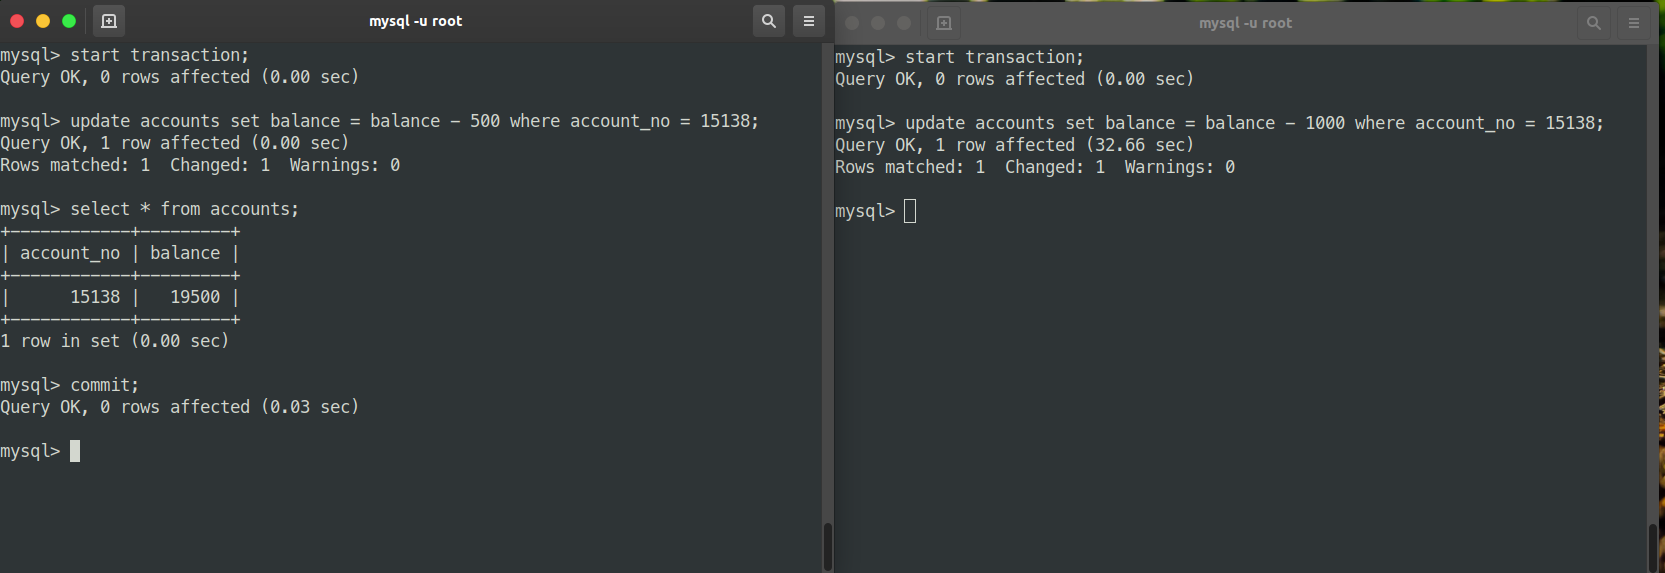 mysql -u root
mysql> start transaction;
Query OK, 0 rows affected (0.00 sec)
mysql> update accounts set balance = balance - 500 where account_no = 15138;
Query OK, 1 row affected (0.00 sec)
Rows matched: 1  Changed: 1  Warnings: 0
mysql> select * from accounts;
+------------+---------+
| account_no | balance |
+------------+---------+
|      15138 |   19500 |
+------------+---------+
1 row in set (0.00 sec)
mysql> commit;
Query OK, 0 rows affected (0.03 sec)
mysql>
mysql -u root
mysql> start transaction;
Query OK, 0 rows affected (0.00 sec)
mysql> update accounts set balance = balance - 1000 where account_no = 15138;
Query OK, 1 row affected (32.66 sec)
Rows matched: 1  Changed: 1  Warnings: 0
mysql>